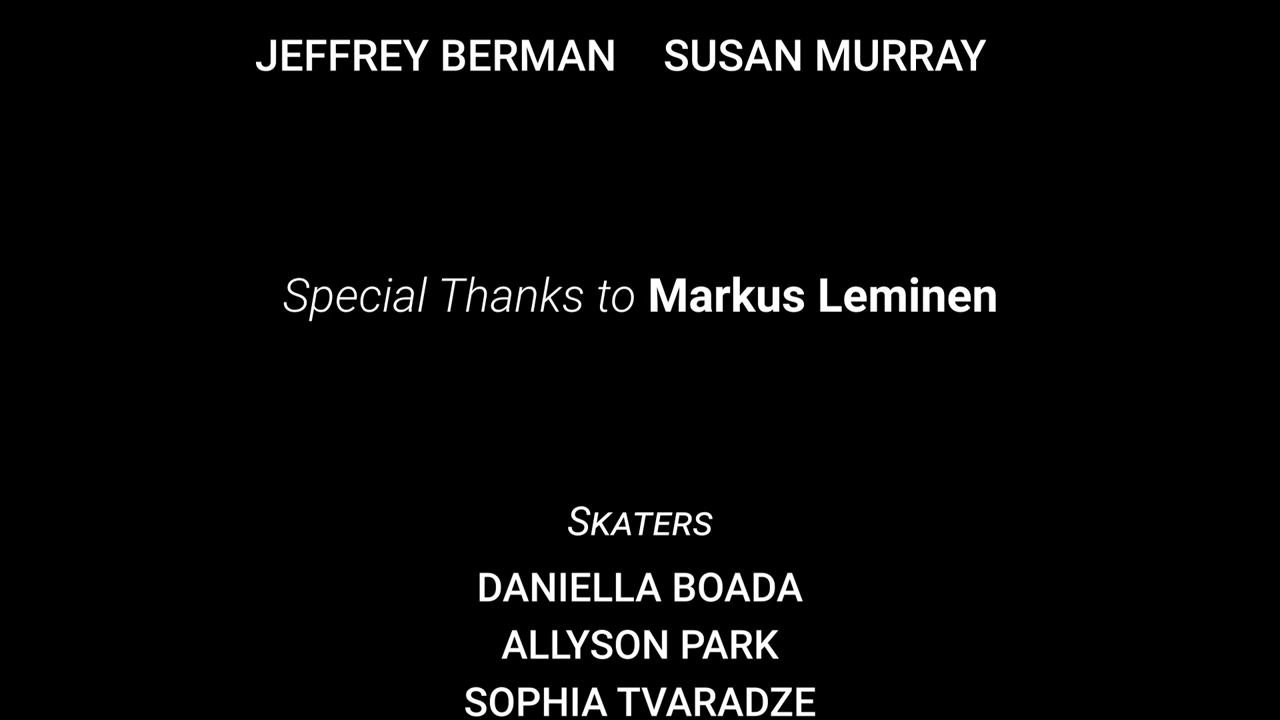 JEFFREY BERMAN SUSAN MURRAY
Special Thanks to Markus Leminen
SKATERS
DANIELLA BOADA
ALLYSON PARK
SOPHIA TVARADZE